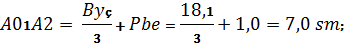 A0₁A2 = Byç/3 + Pbe = 18,1/3 + 1,0 = 7,0 sm;